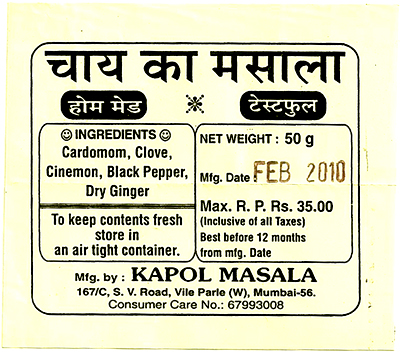 चाय का मसाला
होम मेड ※ टेस्टफुल
☺ INGREDIENTS ☺
Cardomom, Clove,
Cinemon, Black Pepper,
Dry Ginger
To keep contents fresh
store in
an air tight container.
NET WEIGHT : 50 g
Mfg. Date : FEB 2010
Max. R. P. Rs. 35.00
(Inclusive of all Taxes)
Best before 12 months
from mfg. Date
Mfg. by : KAPOL MASALA
167/C, S. V. Road, Vile Parle (W), Mumbai-56.
Consumer Care No.: 67993008